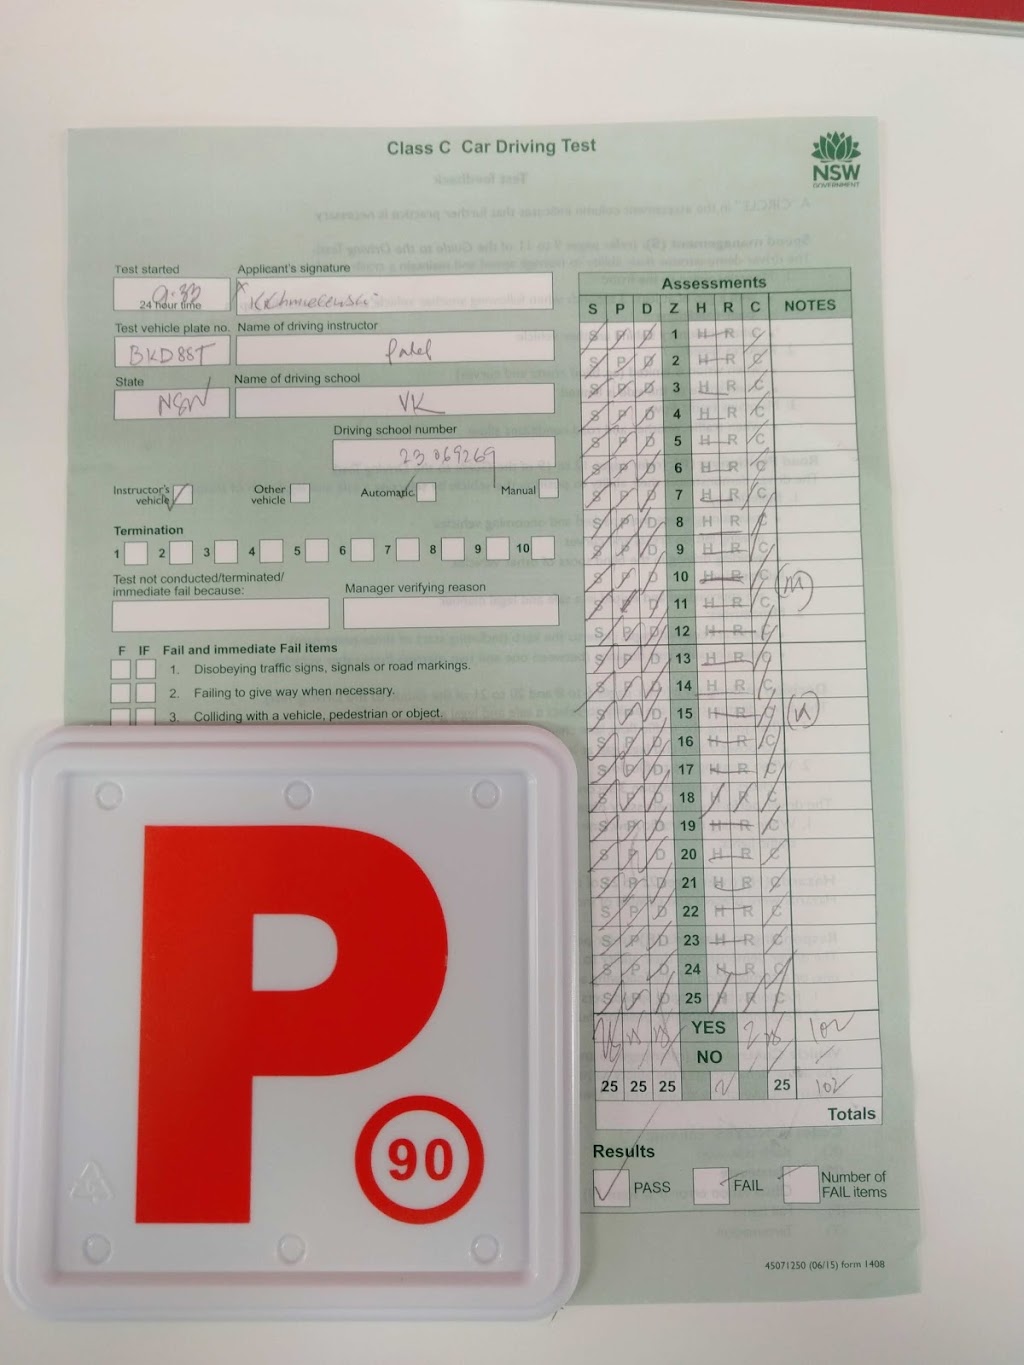 Class C Car Driving Test
NSW
GOVERNMENT
Test started
9.33
24 hour time
Applicant's signature
Test vehicle plate no.
BKD88T
Name of driving instructor
Patel
State
NSW
Name of driving school
VK
Driving school number
23069269
Instructor's vehicle
Other vehicle
Automatic
Manual
Termination
1 2 3 4 5 6 7 8 9 10
Test not conducted/terminated/
immediate fail because:
Manager verifying reason
F IF Fail and immediate Fail items
1. Disobeying traffic signs, signals or road markings.
2. Failing to give way when necessary.
3. Colliding with a vehicle, pedestrian or object.
Assessments
S P D Z H R C NOTES
S P D 1 H R C
S P D 2 H R C
S P D 3 H R C
S P D 4 H R C
S P D 5 H R C
S P D 6 H R C
S P D 7 H R C
S P D 8 H R C
S P D 9 H R C
S P D 10 H R C
S P D 11 H R C
S P D 12 H R C
S P D 13 H R C
S P D 14 H R C
S P D 15 H R C
S P D 16 H R C
S P D 17 H R C
S P D 18 H R C
S P D 19 H R C
S P D 20 H R C
S P D 21 H R C
S P D 22 H R C
S P D 23 H R C
S P D 24 H R C
S P D 25 H R C
YES 2 102
NO
25 25 25 2 25 102
Totals
Results
PASS
FAIL
Number of
FAIL items
45071250 (06/15) form 1408
P
90